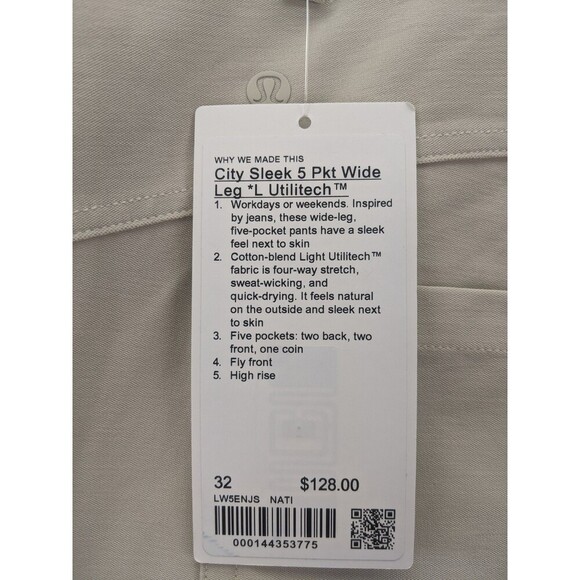 WHY WE MADE THIS
City Sleek 5 Pkt Wide
Leg *L Utilitech™
1. Workdays or weekends. Inspired
by jeans, these wide-leg,
five-pocket pants have a sleek
feel next to skin
2. Cotton-blend Light Utilitech™
fabric is four-way stretch,
sweat-wicking, and
quick-drying. It feels natural
on the outside and sleek next
to skin
3. Five pockets: two back, two
front, one coin
4. Fly front
5. High rise
32 $128.00
LW5ENJS NATI
000144353775